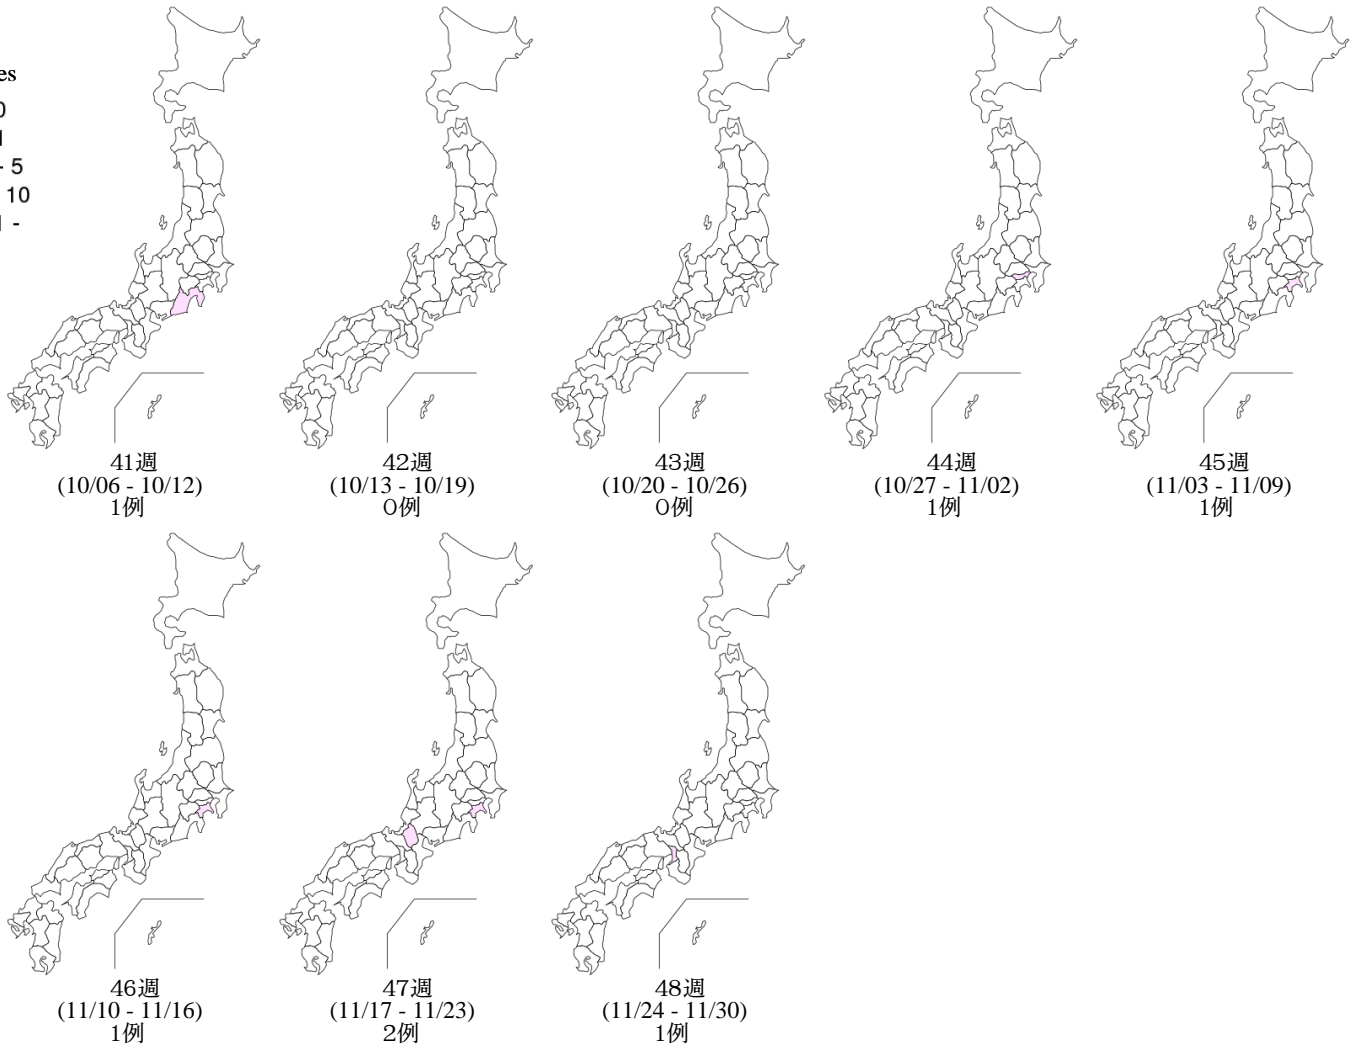 es
0
1
- 5
10
1 -
41週
(10/06 - 10/12)
1例
42週
(10/13 - 10/19)
0例
43週
(10/20 - 10/26)
0例
44週
(10/27 - 11/02)
1例
45週
(11/03 - 11/09)
1例
46週
(11/10 - 11/16)
1例
47週
(11/17 - 11/23)
2例
48週
(11/24 - 11/30)
1例